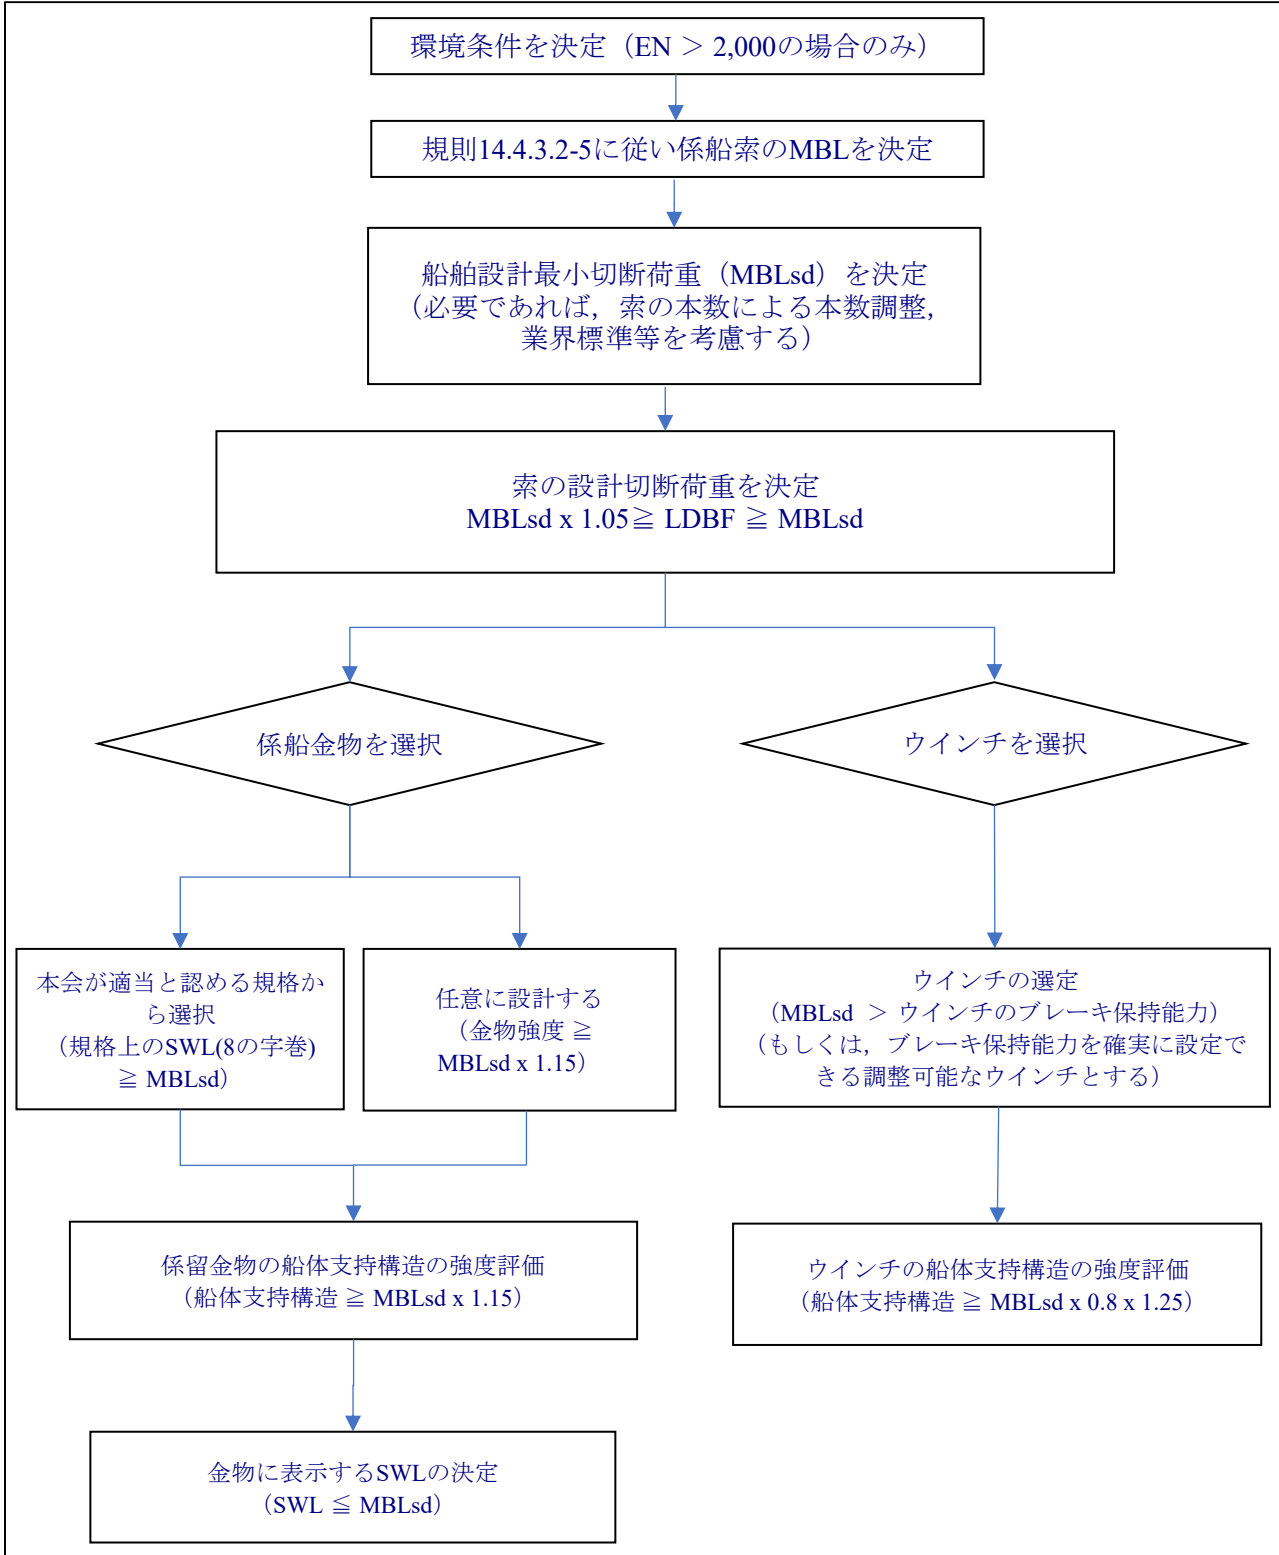 環境条件を決定（EN ＞ 2,000の場合のみ）
規則14.4.3.2-5に従い係船索のMBLを決定
船舶設計最小切断荷重（MBLsd）を決定
（必要であれば，索の本数による本数調整，
業界標準等を考慮する）
索の設計切断荷重を決定
MBLsd x 1.05≧ LDBF ≧ MBLsd
係船金物を選択
ウインチを選択
本会が適当と認める規格か
ら選択
（規格上のSWL(8の字巻)
≧ MBLsd）
任意に設計する
（金物強度 ≧
MBLsd x 1.15）
ウインチの選定
（MBLsd ＞ ウインチのブレーキ保持能力）
（もしくは，ブレーキ保持能力を確実に設定で
きる調整可能なウインチとする）
係留金物の船体支持構造の強度評価
（船体支持構造 ≧ MBLsd x 1.15）
ウインチの船体支持構造の強度評価
（船体支持構造 ≧ MBLsd x 0.8 x 1.25）
金物に表示するSWLの決定
（SWL ≦ MBLsd）